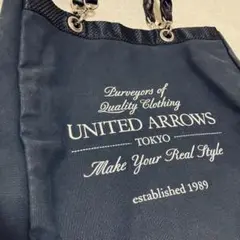 Purveyors of
Quality Clothing
UNITED ARROWS
TOKYO
Make Your Real Style
established 1989